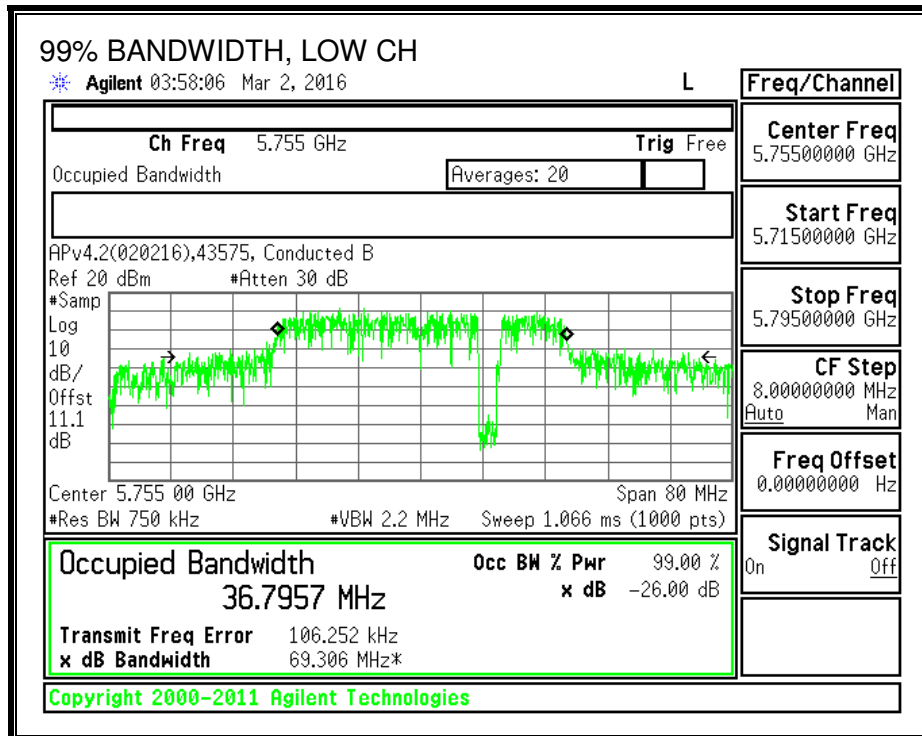 99% BANDWIDTH, LOW CH
Agilent 03:58:06 Mar 2, 2016 L
Ch Freq 5.755 GHz Trig Free
Occupied Bandwidth Averages: 20
APv4.2(020216),43575, Conducted B
Ref 20 dBm #Atten 30 dB
#Samp
Log
10
dB/
Offst
11.1
dB
Center 5.755 00 GHz Span 80 MHz
#Res BW 750 kHz #VBW 2.2 MHz Sweep 1.066 ms (1000 pts)
Occupied Bandwidth Occ BW % Pwr 99.00 %
36.7957 MHz x dB -26.00 dB
Transmit Freq Error 106.252 kHz
x dB Bandwidth 69.306 MHz*
Copyright 2000-2011 Agilent Technologies
Freq/Channel
Center Freq
5.75500000 GHz
Start Freq
5.71500000 GHz
Stop Freq
5.79500000 GHz
CF Step
8.00000000 MHz
Auto Man
Freq Offset
0.00000000 Hz
Signal Track
On Off